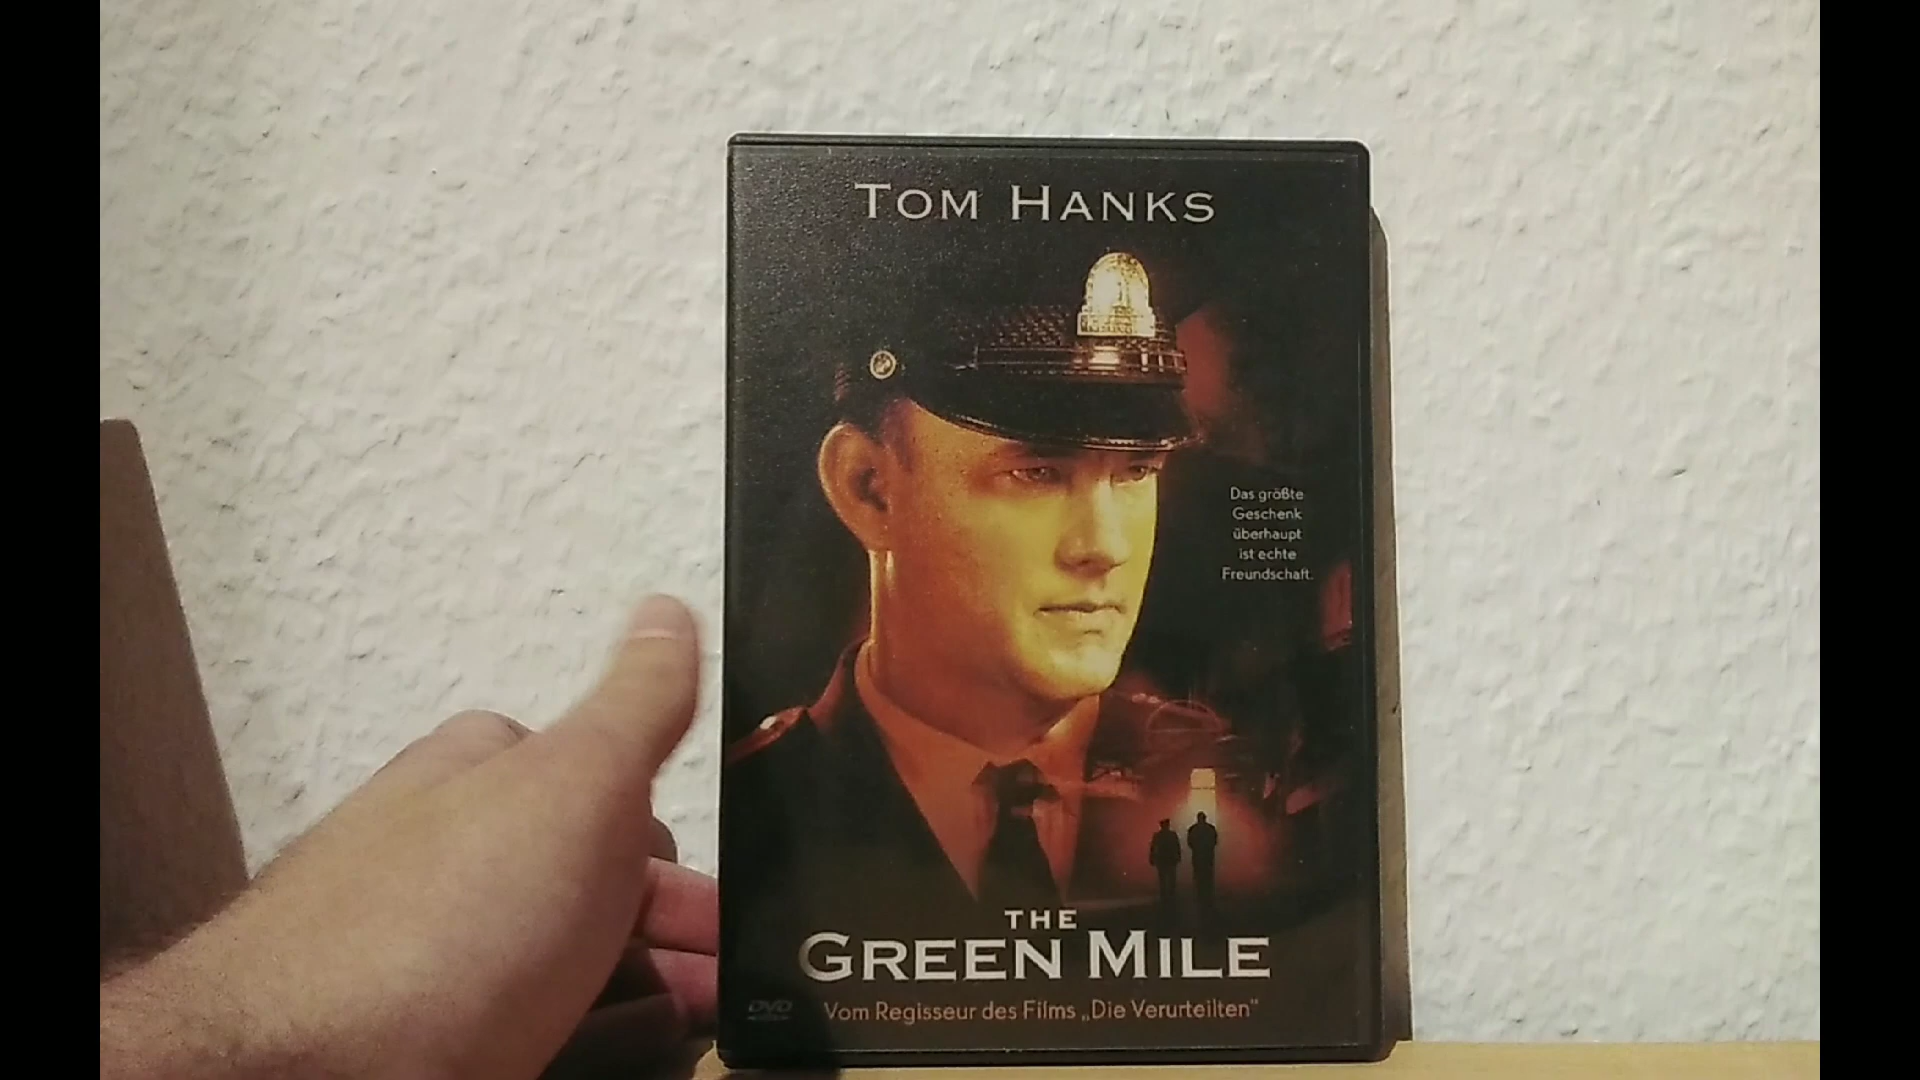 TOM HANKS
Das größte
Geschenk
überhaupt
ist echte
Freundschaft.
THE
GREEN MILE
DVD
Vom Regisseur des Films „Die Verurteilten"